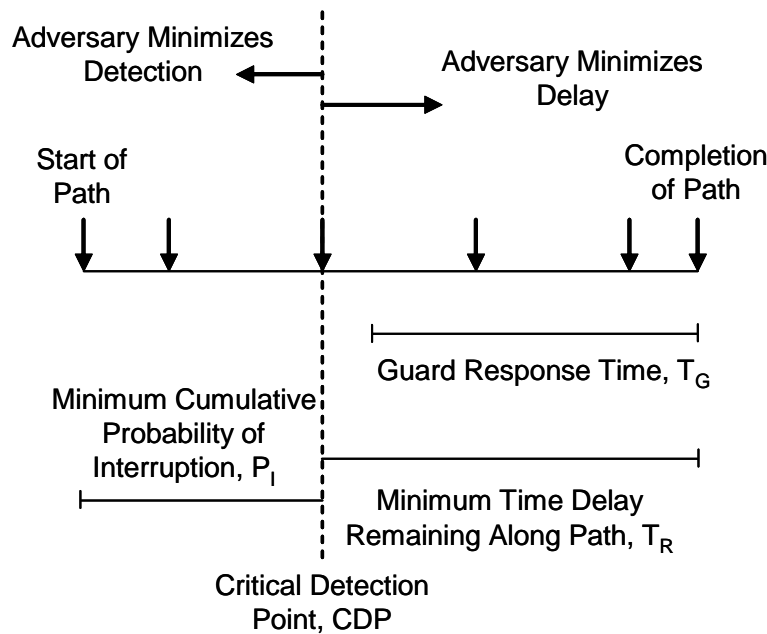 Adversary Minimizes
Detection
Adversary Minimizes
Delay
Start of
Path
Completion
of Path
Guard Response Time, T_G
Minimum Cumulative
Probability of
Interruption, P_I
Minimum Time Delay
Remaining Along Path, T_R
Critical Detection
Point, CDP